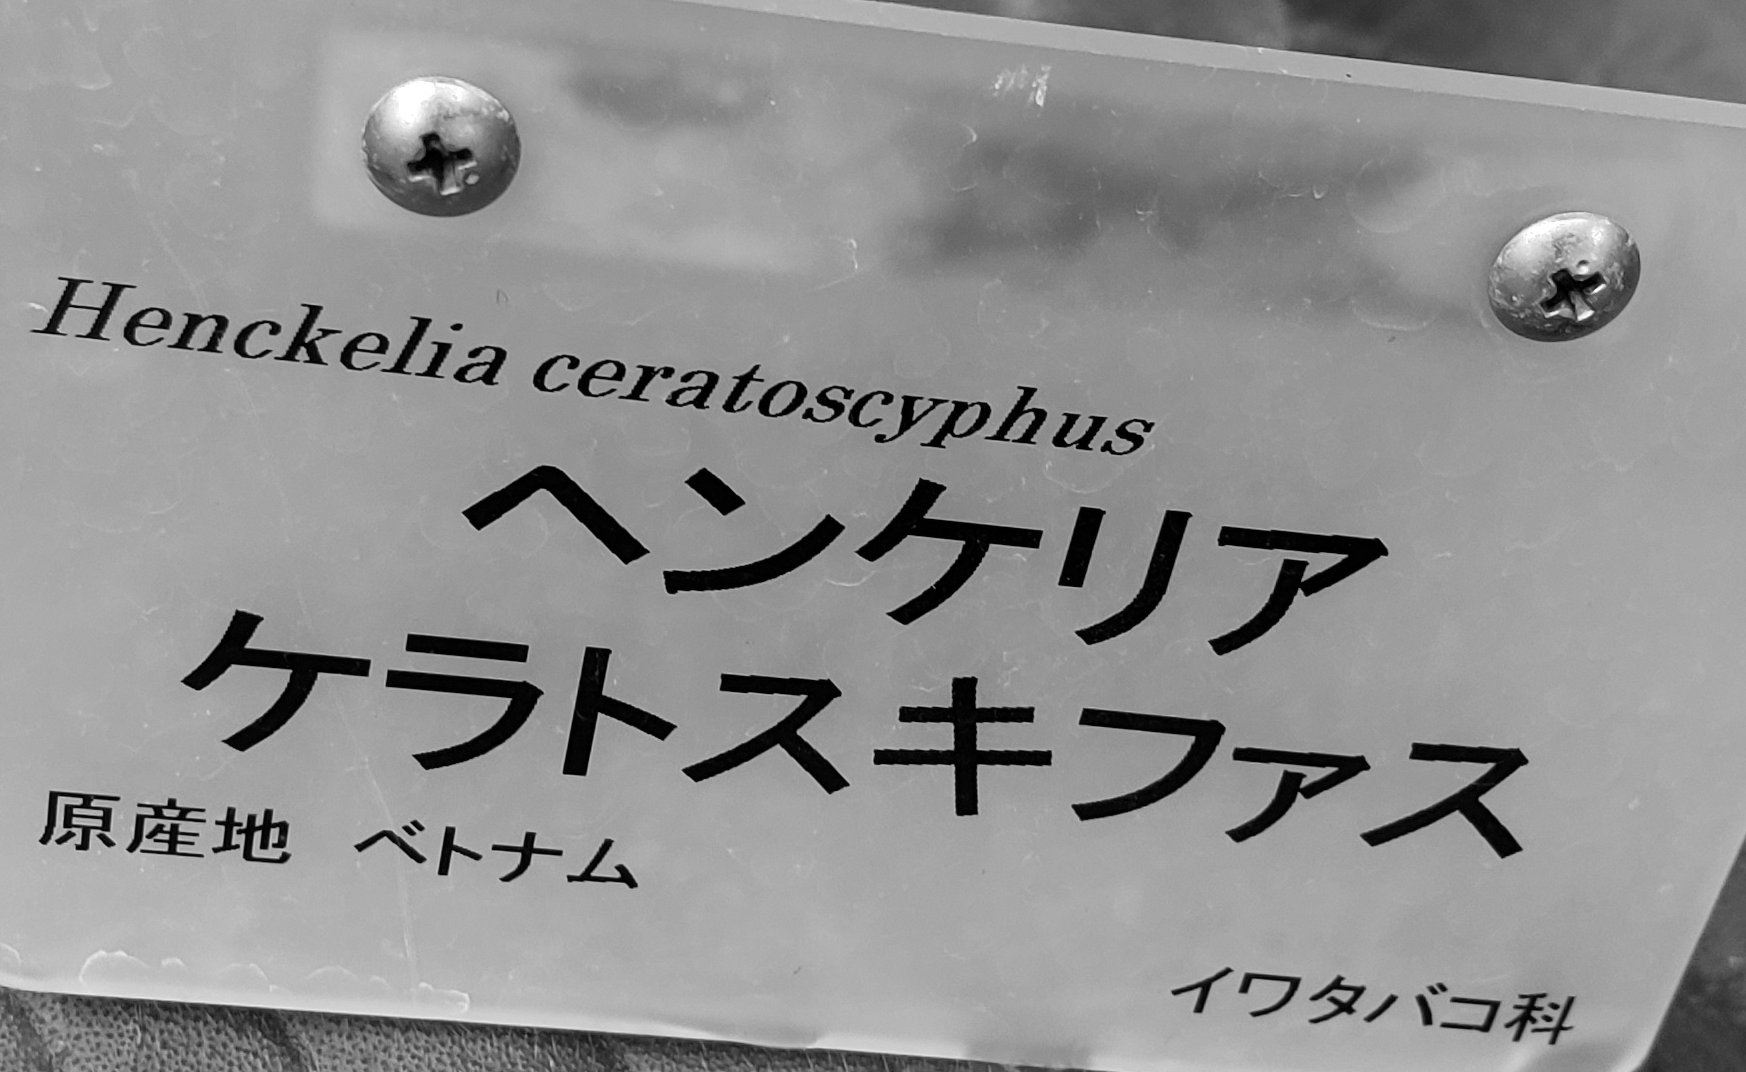 Henckelia ceratoscyphus
ヘンケリア
ケラトスキファス
原産地　ベトナム
イワタバコ科